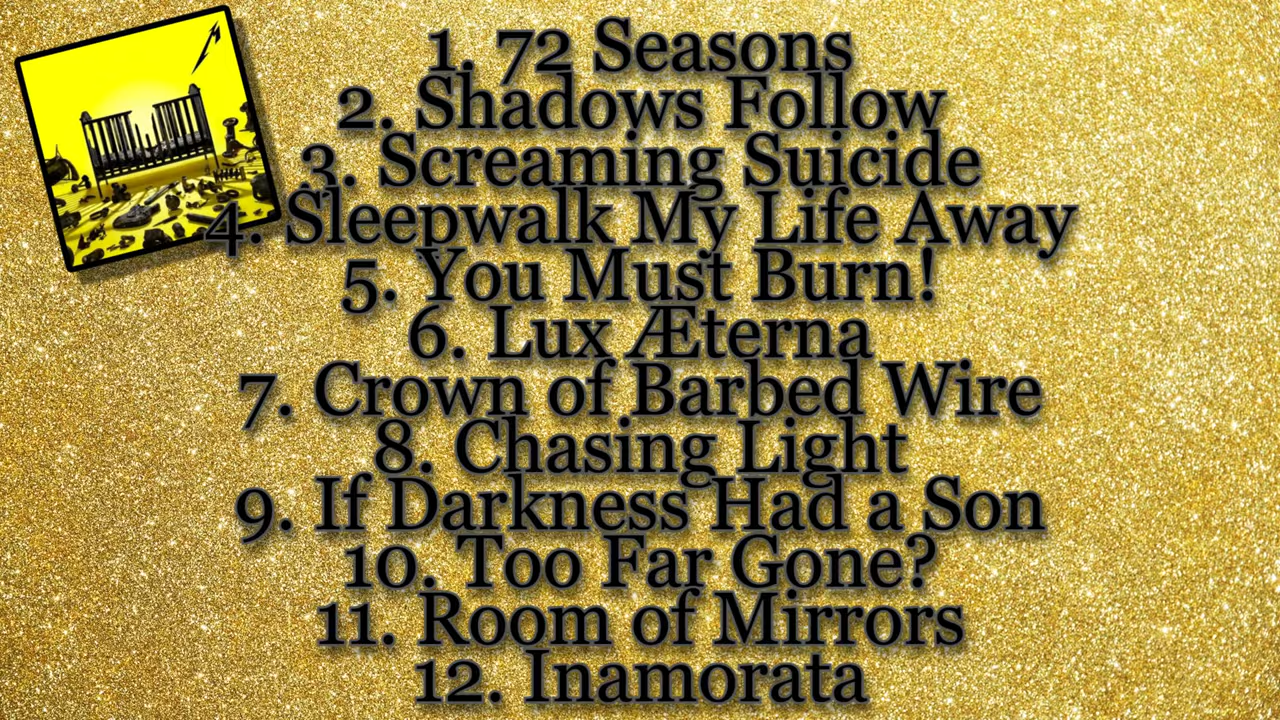 1. 72 Seasons
2. Shadows Follow
3. Screaming Suicide
4. Sleepwalk My Life Away
5. You Must Burn!
6. Lux Æterna
7. Crown of Barbed Wire
8. Chasing Light
9. If Darkness Had a Son
10. Too Far Gone?
11. Room of Mirrors
12. Inamorata